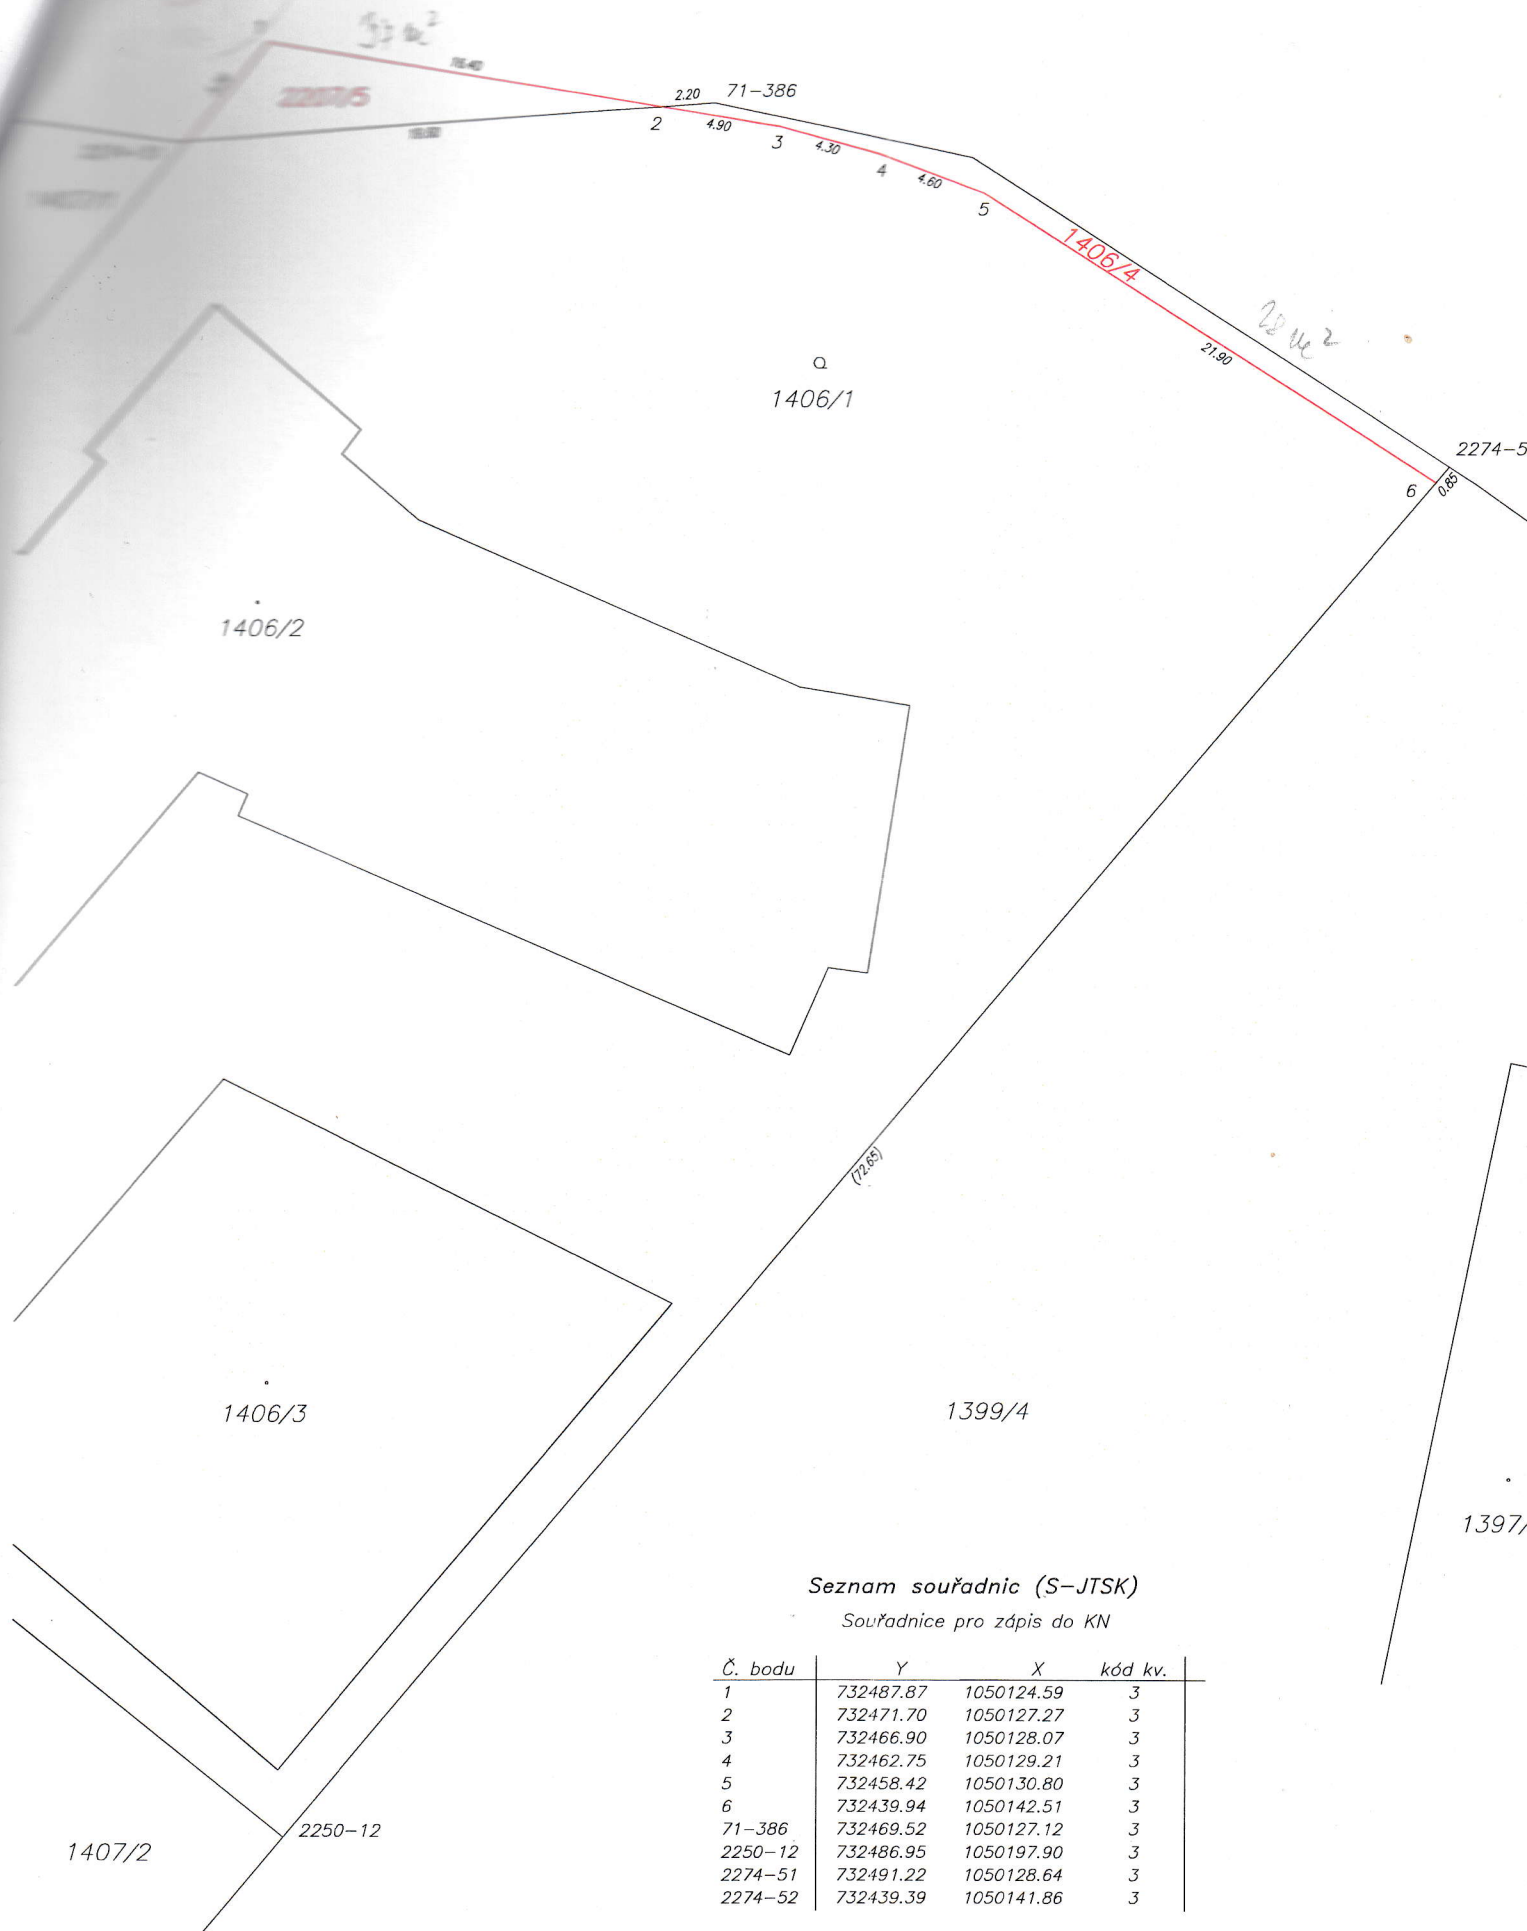 2.20 71-386
2
4.90
3
4.30
4
4.60
5
1406/4
28 m²
21.90
1406/1
2274-5
6
0.85
1406/2
(72.65)
1406/3
1399/4
1397/
Seznam souřadnic (S-JTSK)
Souřadnice pro zápis do KN
Č. bodu Y X kód kv.
1 732487.87 1050124.59 3
2 732471.70 1050127.27 3
3 732466.90 1050128.07 3
4 732462.75 1050129.21 3
5 732458.42 1050130.80 3
6 732439.94 1050142.51 3
71-386 732469.52 1050127.12 3
2250-12 732486.95 1050197.90 3
2274-51 732491.22 1050128.64 3
2274-52 732439.39 1050141.86 3
2250-12
1407/2